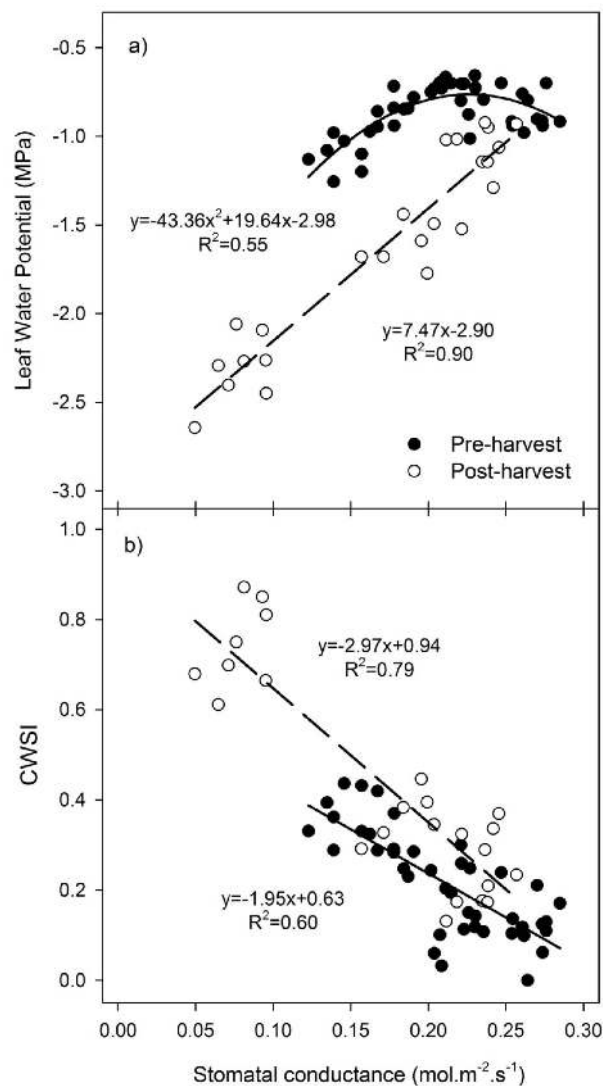 a)
Leaf Water Potential (MPa)
-0.5
-1.0
-1.5
-2.0
-2.5
-3.0
y=-43.36x²+19.64x-2.98
R²=0.55
y=7.47x-2.90
R²=0.90
Pre-harvest
Post-harvest
b)
CWSI
1.0
0.8
0.6
0.4
0.2
0.0
y=-2.97x+0.94
R²=0.79
y=-1.95x+0.63
R²=0.60
0.00 0.05 0.10 0.15 0.20 0.25 0.30
Stomatal conductance (mol.m⁻².s⁻¹)